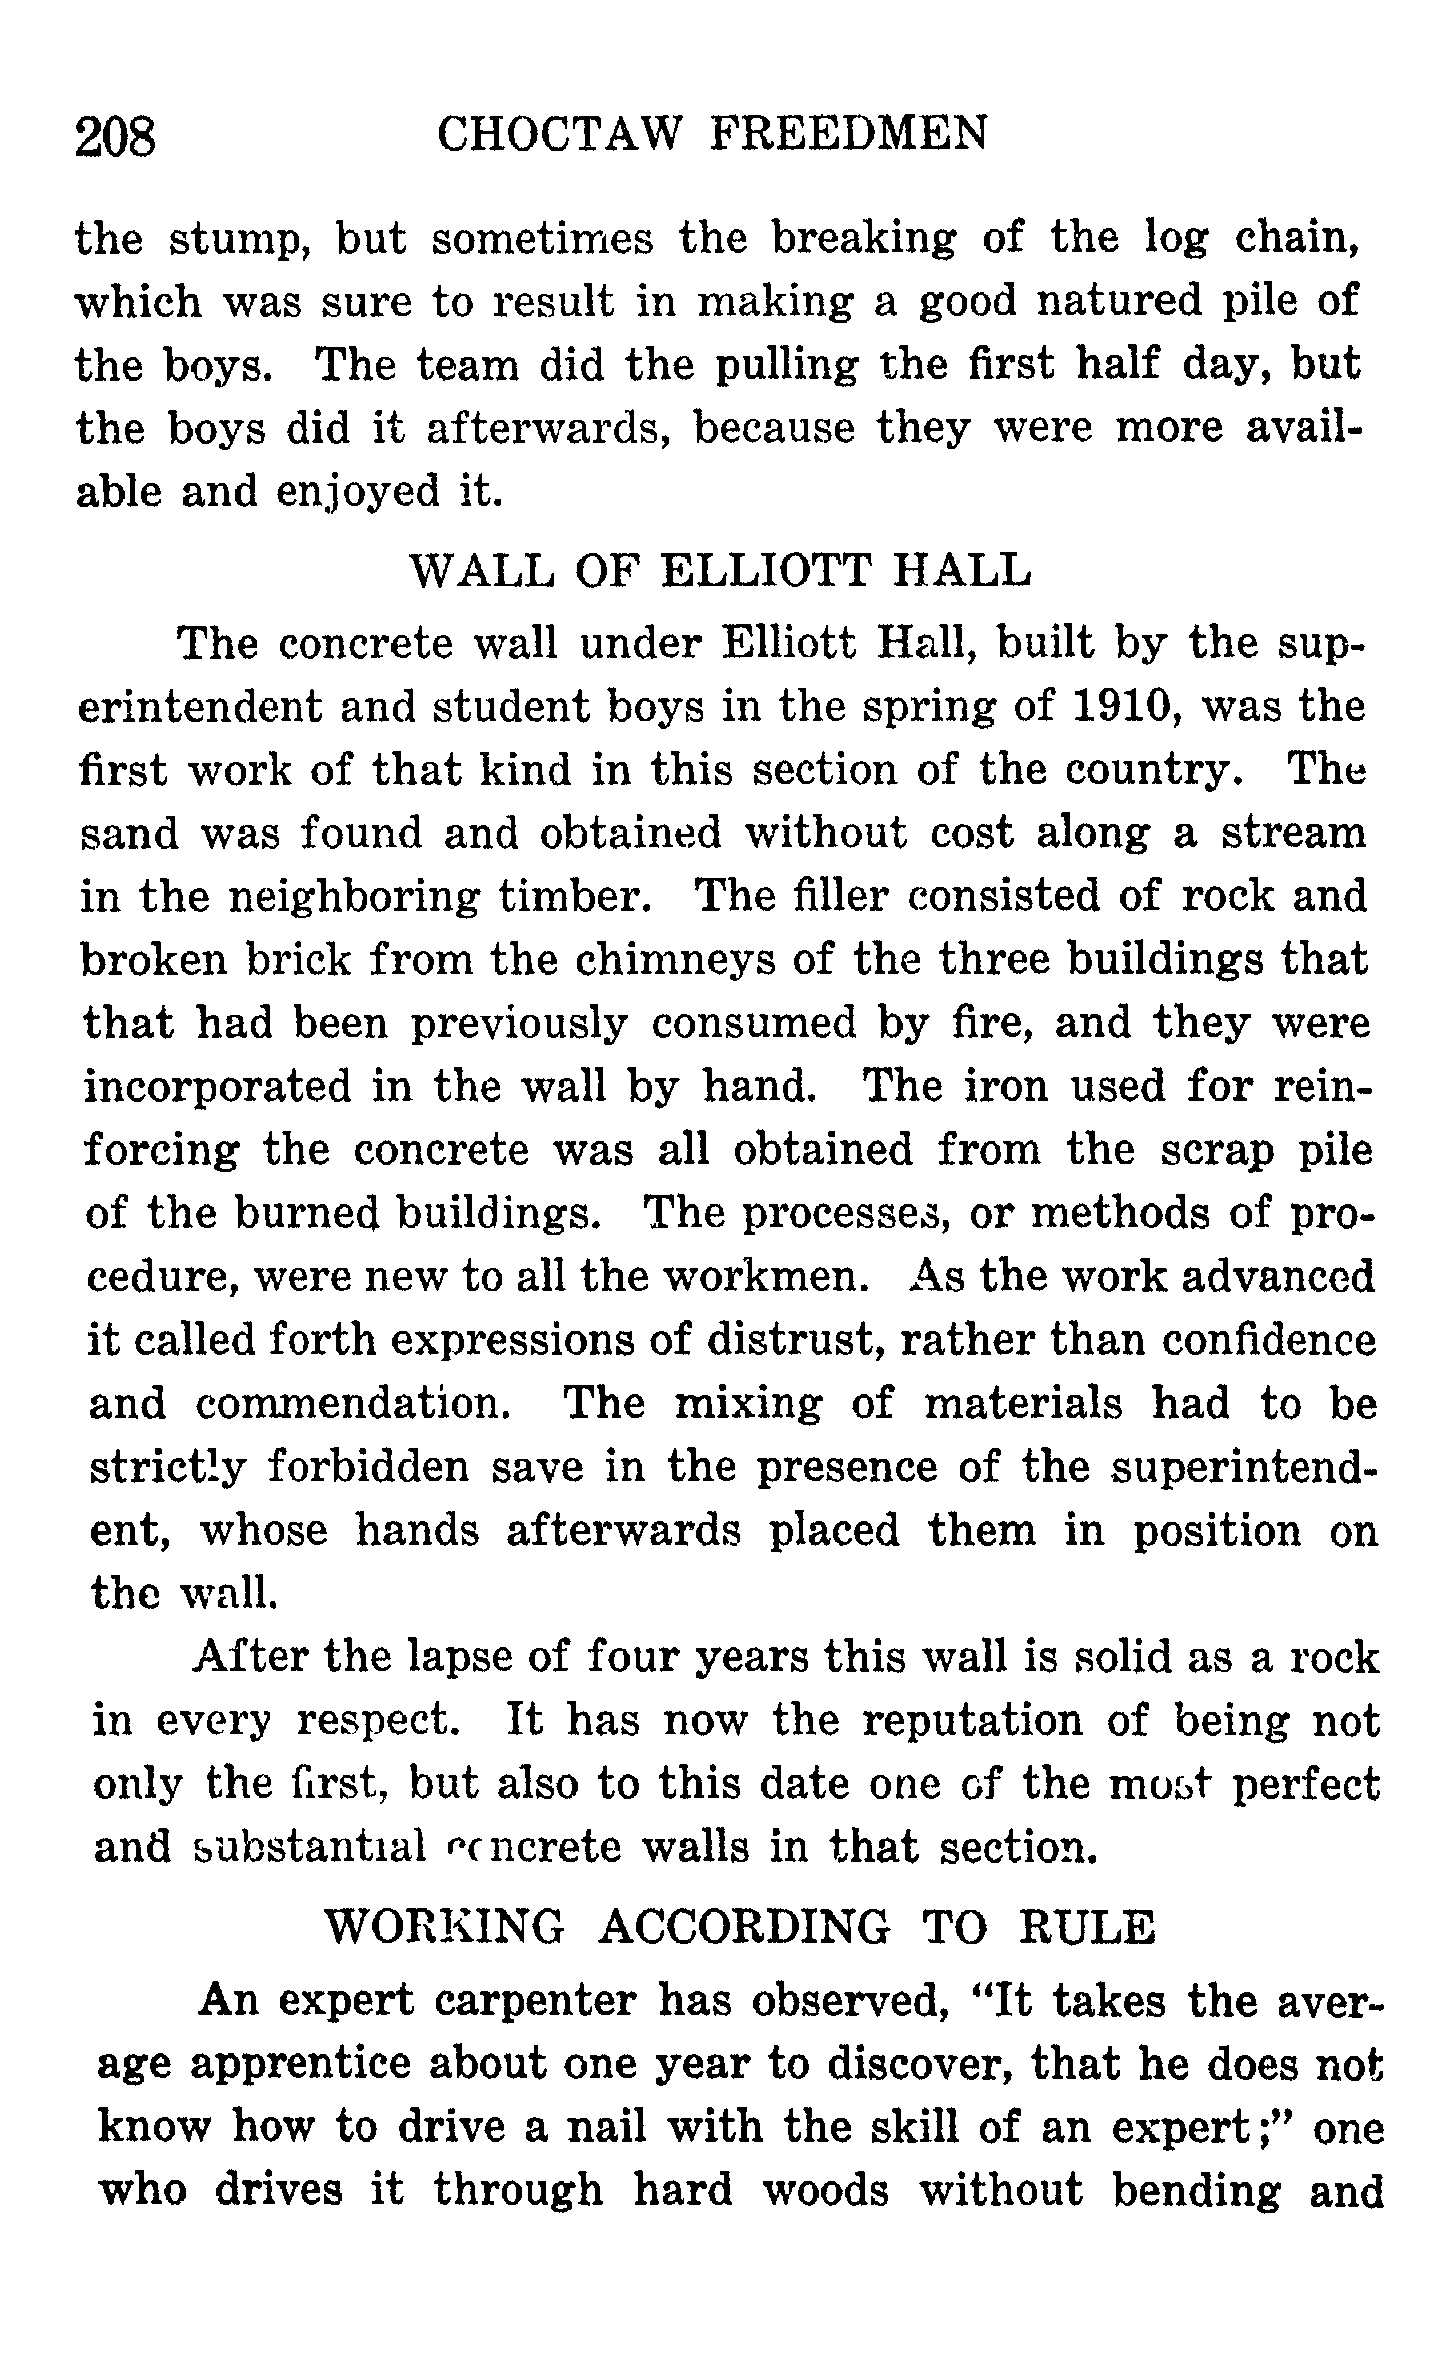 208 CHOCTAW FREEDMEN
the stump, but sometimes the breaking of the log chain,
which was sure to result in making a good natured pile of
the boys. The team did the pulling the first half day, but
the boys did it afterwards, because they were more avail-
able and enjoyed it.
WALL OF ELLIOTT HALL
The concrete wall under Elliott Hall, built by the sup-
erintendent and student boys in the spring of 1910, was the
first work of that kind in this section of the country. The
sand was found and obtained without cost along a stream
in the neighboring timber. The filler consisted of rock and
broken brick from the chimneys of the three buildings that
that had been previously consumed by fire, and they were
incorporated in the wall by hand. The iron used for rein-
forcing the concrete was all obtained from the scrap pile
of the burned buildings. The processes, or methods of pro-
cedure, were new to all the workmen. As the work advanced
it called forth expressions of distrust, rather than confidence
and commendation. The mixing of materials had to be
strictly forbidden save in the presence of the superintend-
ent, whose hands afterwards placed them in position on
the wall.
After the lapse of four years this wall is solid as a rock
in every respect. It has now the reputation of being not
only the first, but also to this date one of the most perfect
and substantial concrete walls in that section.
WORKING ACCORDING TO RULE
An expert carpenter has observed, "It takes the aver-
age apprentice about one year to discover, that he does not
know how to drive a nail with the skill of an expert;" one
who drives it through hard woods without bending and